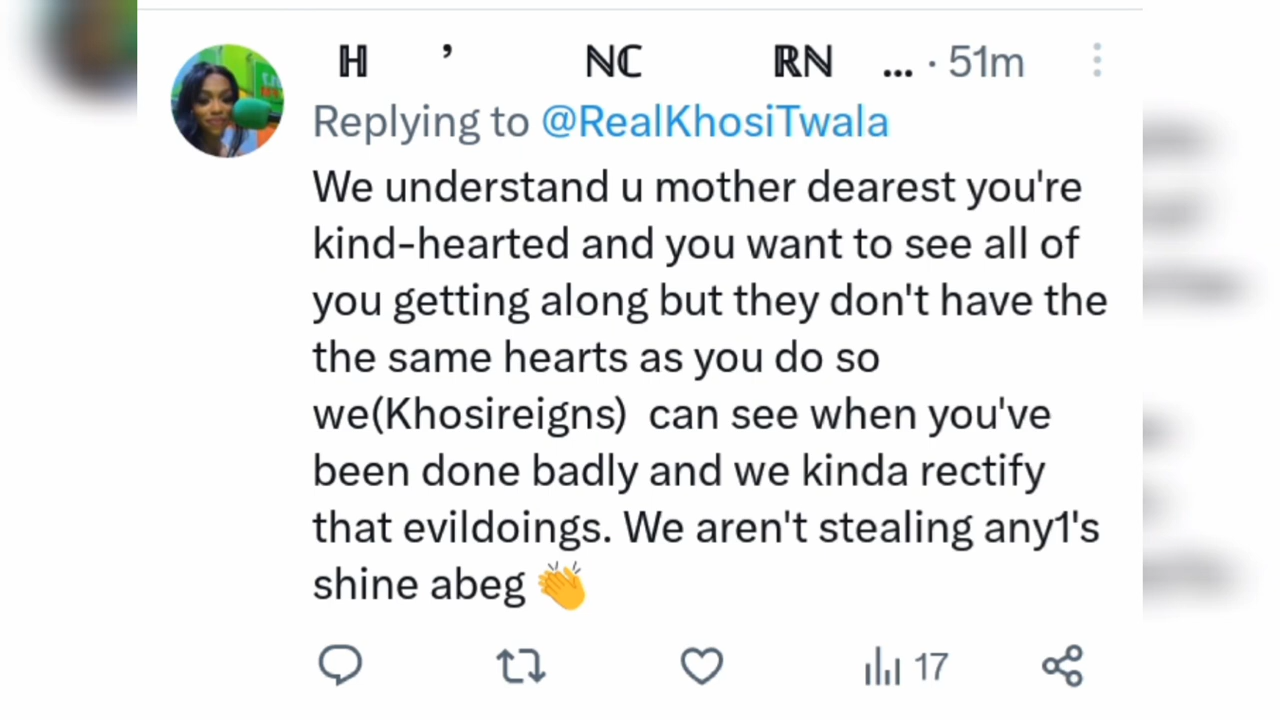 ℍ ’ ℕℂ ℝℕ ... · 51m
Replying to @RealKhosiTwala
We understand u mother dearest you're
kind-hearted and you want to see all of
you getting along but they don't have the
the same hearts as you do so
we(Khosireigns)  can see when you've
been done badly and we kinda rectify
that evildoings. We aren't stealing any1's
shine abeg 👏
17